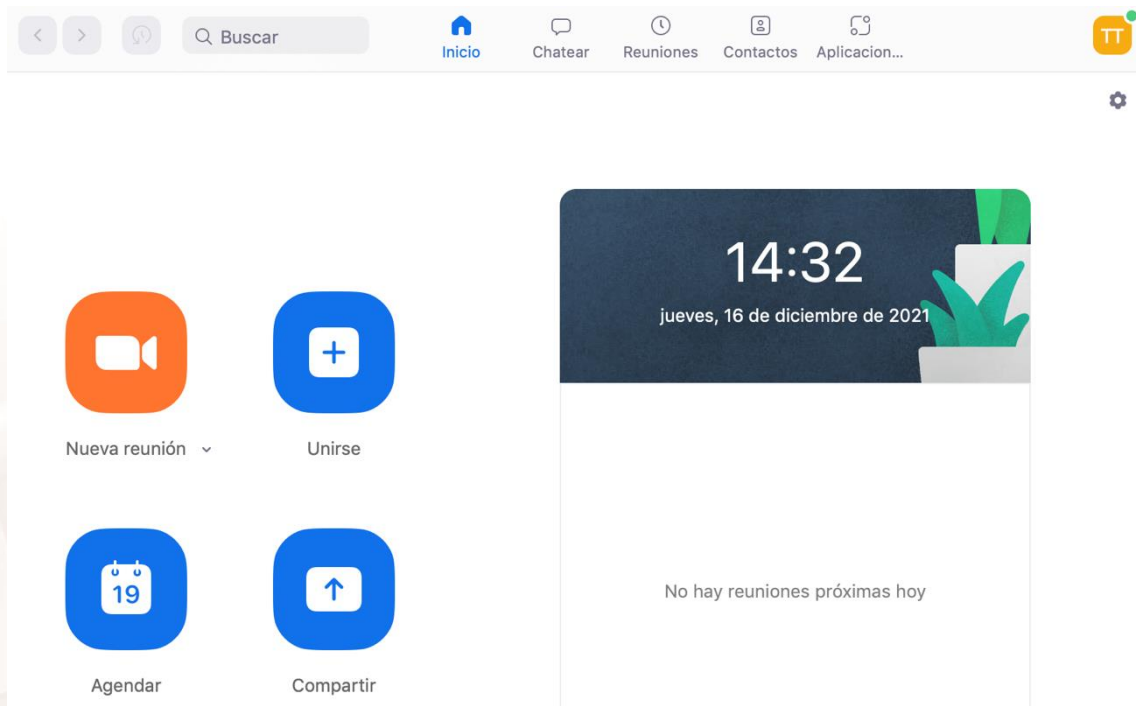 Buscar
Inicio
Chatear
Reuniones
Contactos
Aplicacion...
TT
14:32
jueves, 16 de diciembre de 2021
Nueva reunión
Unirse
19
Agendar
Compartir
No hay reuniones próximas hoy